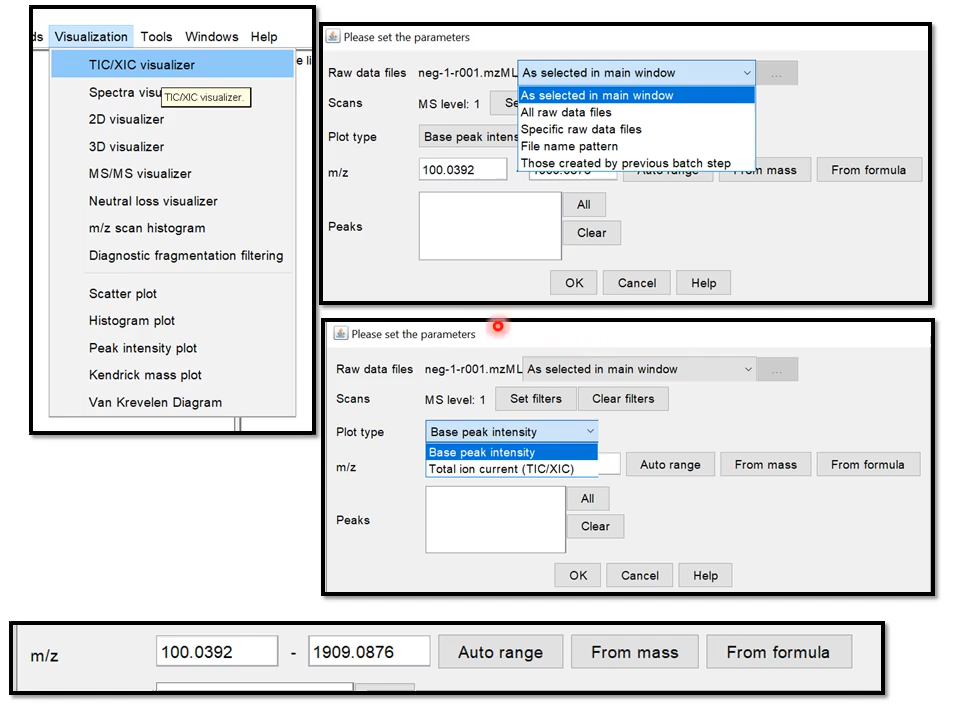 ds Visualization Tools Windows Help
TIC/XIC visualizer
e li
Spectra visu
TIC/XIC visualizer.
2D visualizer
3D visualizer
MS/MS visualizer
Neutral loss visualizer
m/z scan histogram
Diagnostic fragmentation filtering
Scatter plot
Histogram plot
Peak intensity plot
Kendrick mass plot
Van Krevelen Diagram
Please set the parameters
Raw data files neg-1-r001.mzML As selected in main window ...
As selected in main window
All raw data files
Specific raw data files
File name pattern
Those created by previous batch step
Scans MS level: 1 Se
Plot type Base peak intens
m/z 100.0392 1909.0876 Auto range From mass From formula
Peaks All
Clear
OK Cancel Help
Please set the parameters
Raw data files neg-1-r001.mzML As selected in main window ...
Scans MS level: 1 Set filters Clear filters
Plot type Base peak intensity
Base peak intensity
Total ion current (TIC/XIC)
m/z Auto range From mass From formula
Peaks All
Clear
OK Cancel Help
m/z 100.0392 - 1909.0876 Auto range From mass From formula